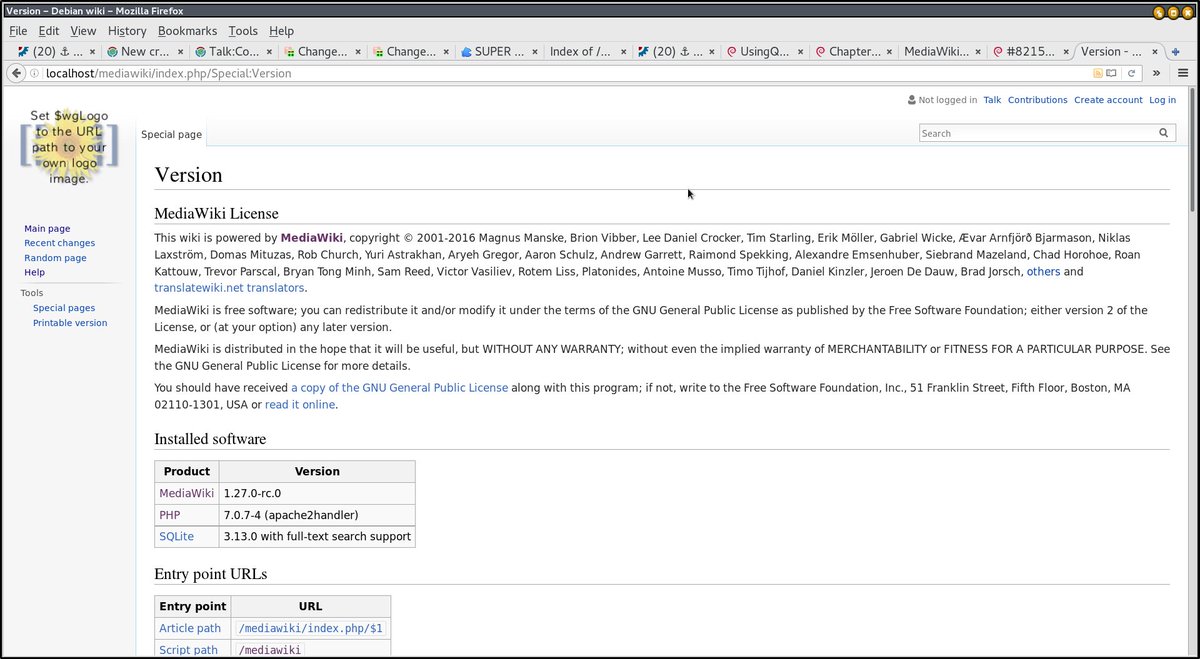 Version – Debian wiki – Mozilla Firefox
File Edit View History Bookmarks Tools Help
(20) ⚓ ... × New cr... × Talk:Co... × Change... × Change... × SUPER ... × Index of /... × (20) ⚓ ... × UsingQ... × Chapter... × MediaWiki... × #8215... × Version - ... ×
localhost/mediawiki/index.php/Special:Version
Not logged in Talk Contributions Create account Log in
Set $wgLogo
to the URL
path to your
own logo
image.
Special page
Search
Main page
Recent changes
Random page
Help
Tools
Special pages
Printable version
Version
MediaWiki License
This wiki is powered by MediaWiki, copyright © 2001-2016 Magnus Manske, Brion Vibber, Lee Daniel Crocker, Tim Starling, Erik Möller, Gabriel Wicke, Ævar Arnfjörð Bjarmason, Niklas
Laxström, Domas Mituzas, Rob Church, Yuri Astrakhan, Aryeh Gregor, Aaron Schulz, Andrew Garrett, Raimond Spekking, Alexandre Emsenhuber, Siebrand Mazeland, Chad Horohoe, Roan
Kattouw, Trevor Parscal, Bryan Tong Minh, Sam Reed, Victor Vasiliev, Rotem Liss, Platonides, Antoine Musso, Timo Tijhof, Daniel Kinzler, Jeroen De Dauw, Brad Jorsch, others and
translatewiki.net translators.
MediaWiki is free software; you can redistribute it and/or modify it under the terms of the GNU General Public License as published by the Free Software Foundation; either version 2 of the
License, or (at your option) any later version.
MediaWiki is distributed in the hope that it will be useful, but WITHOUT ANY WARRANTY; without even the implied warranty of MERCHANTABILITY or FITNESS FOR A PARTICULAR PURPOSE. See
the GNU General Public License for more details.
You should have received a copy of the GNU General Public License along with this program; if not, write to the Free Software Foundation, Inc., 51 Franklin Street, Fifth Floor, Boston, MA
02110-1301, USA or read it online.
Installed software
Product Version
MediaWiki 1.27.0-rc.0
PHP 7.0.7-4 (apache2handler)
SQLite 3.13.0 with full-text search support
Entry point URLs
Entry point URL
Article path /mediawiki/index.php/$1
Script path /mediawiki